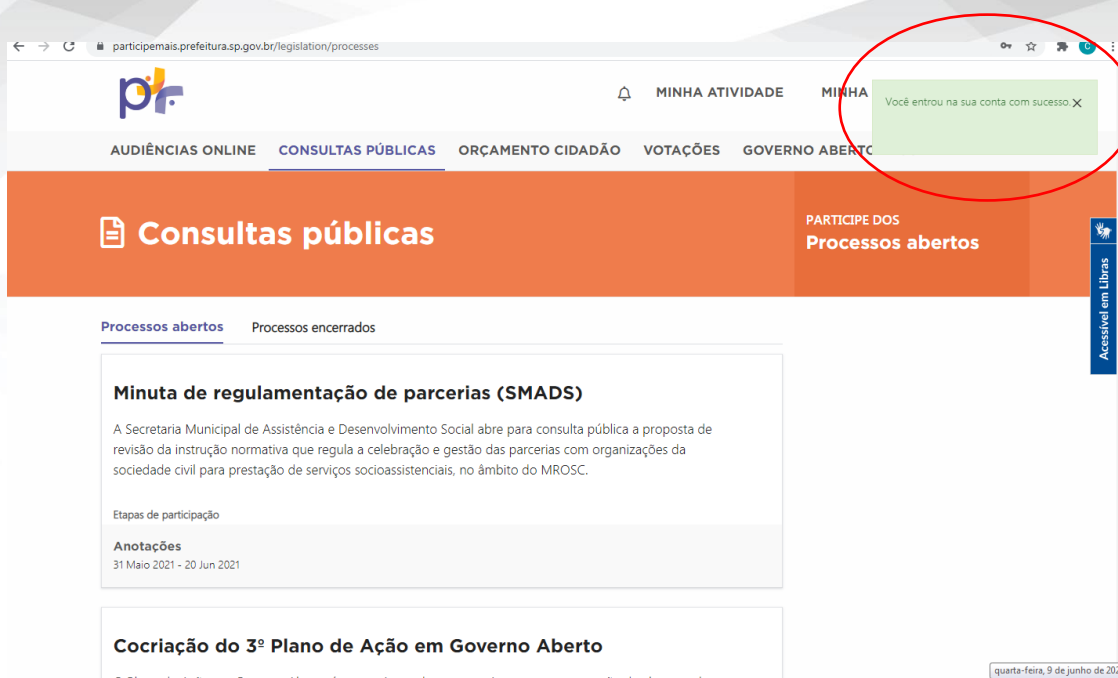 participemais.prefeitura.sp.gov.br/legislation/processes
C
MINHA ATIVIDADE MINHA
Você entrou na sua conta com sucesso.
AUDIÊNCIAS ONLINE CONSULTAS PÚBLICAS ORÇAMENTO CIDADÃO VOTAÇÕES GOVERNO ABERTO
Consultas públicas
PARTICIPE DOS
Processos abertos
Acessível em Libras
Processos abertos Processos encerrados
Minuta de regulamentação de parcerias (SMADS)
A Secretaria Municipal de Assistência e Desenvolvimento Social abre para consulta pública a proposta de
revisão da instrução normativa que regula a celebração e gestão das parcerias com organizações da
sociedade civil para prestação de serviços socioassistenciais, no âmbito do MROSC.
Etapas de participação
Anotações
31 Maio 2021 - 20 Jun 2021
Cocriação do 3º Plano de Ação em Governo Aberto
quarta-feira, 9 de junho de 202